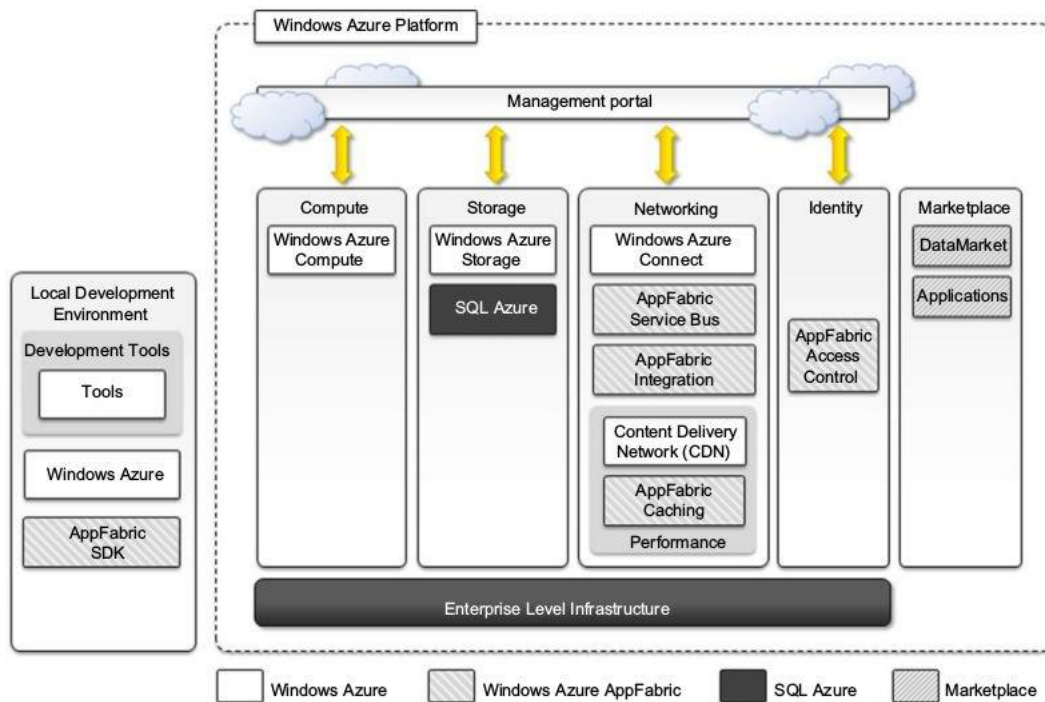 Windows Azure Platform
Management portal
Compute
Windows Azure
Compute
Storage
Windows Azure
Storage
SQL Azure
Networking
Windows Azure
Connect
AppFabric
Service Bus
AppFabric
Integration
Content Delivery
Network (CDN)
AppFabric
Caching
Performance
Identity
AppFabric
Access
Control
Marketplace
DataMarket
Applications
Local Development
Environment
Development Tools
Tools
Windows Azure
AppFabric
SDK
Enterprise Level Infrastructure
Windows Azure
Windows Azure AppFabric
SQL Azure
Marketplace